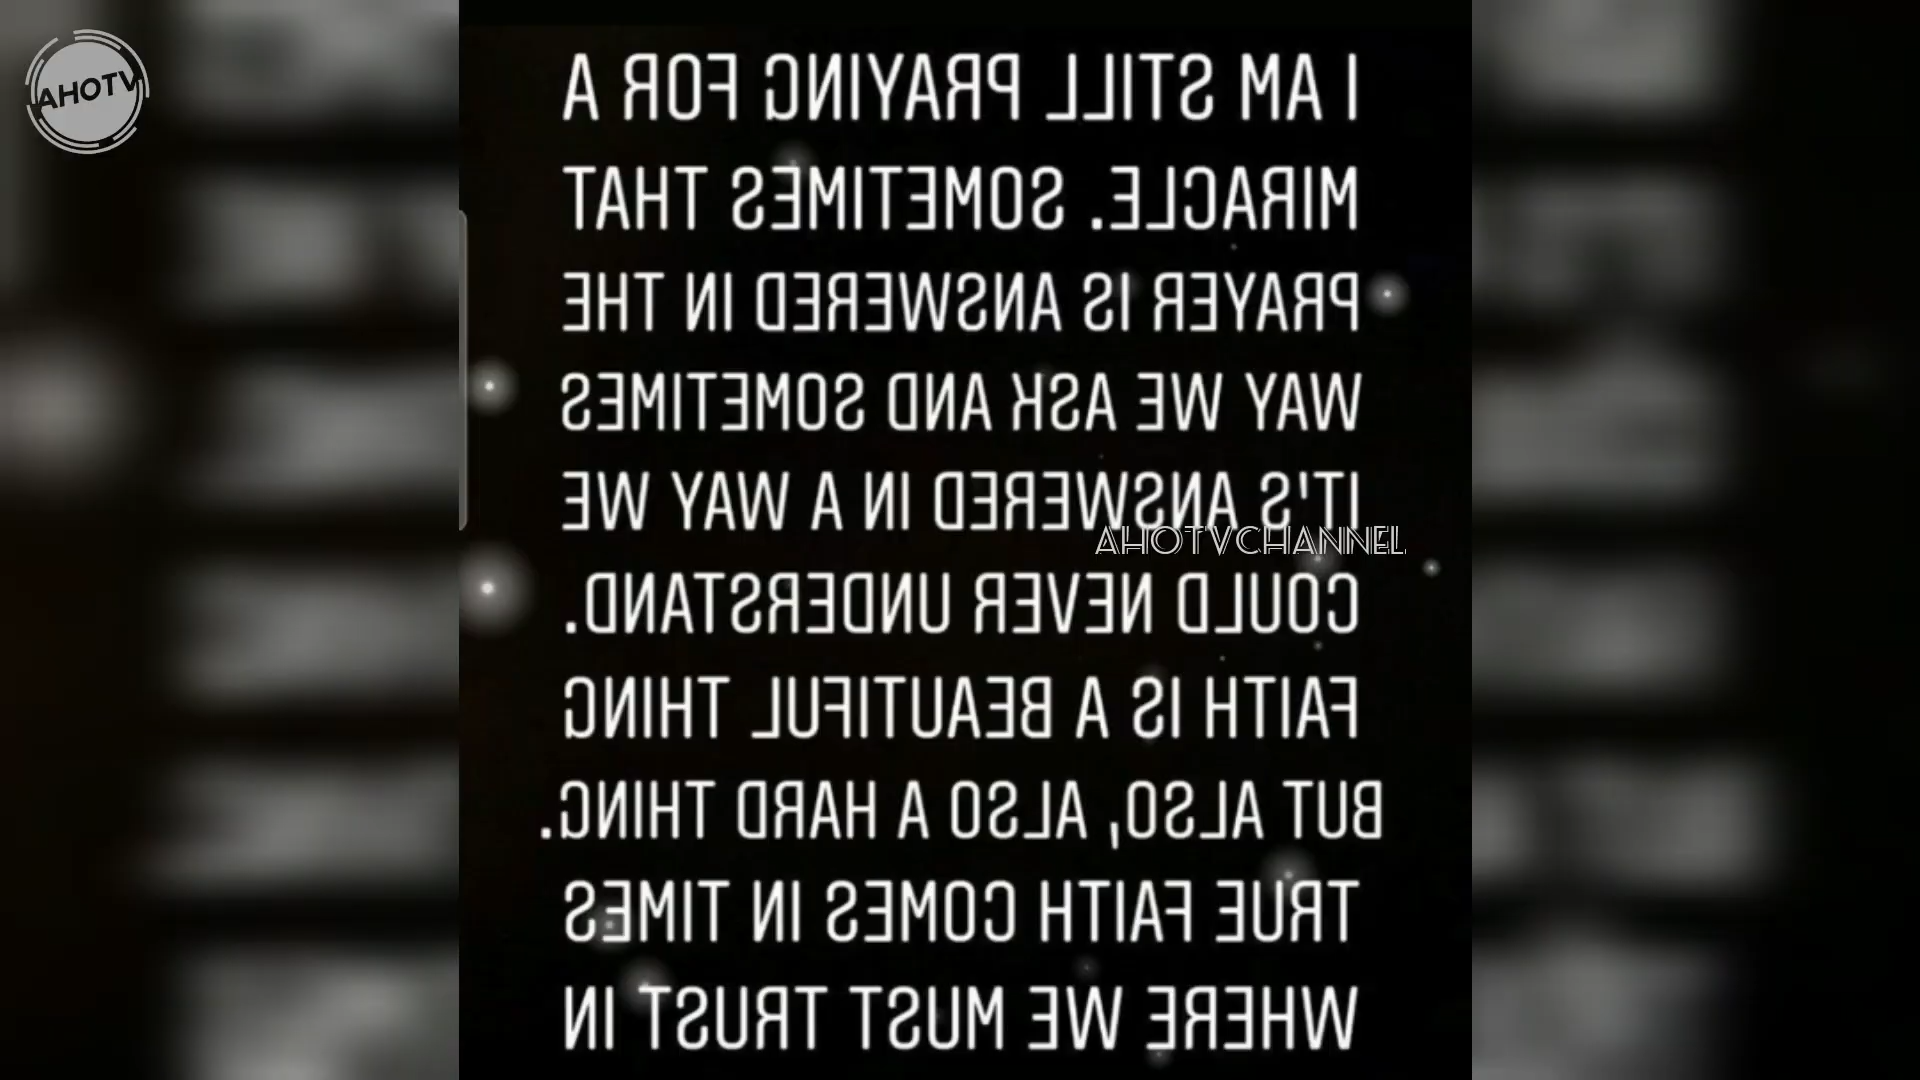 AHOTV
I AM STILL PRAYING FOR A
MIRACLE. SOMETIMES THAT
PRAYER IS ANSWERED IN THE
WAY WE ASK AND SOMETIMES
IT'S ANSWERED IN A WAY WE
AHOTVCHANNEL
COULD NEVER UNDERSTAND.
FAITH IS A BEAUTIFUL THING
BUT ALSO, ALSO A HARD THING.
TRUE FAITH COMES IN TIMES
WHERE WE MUST TRUST IN